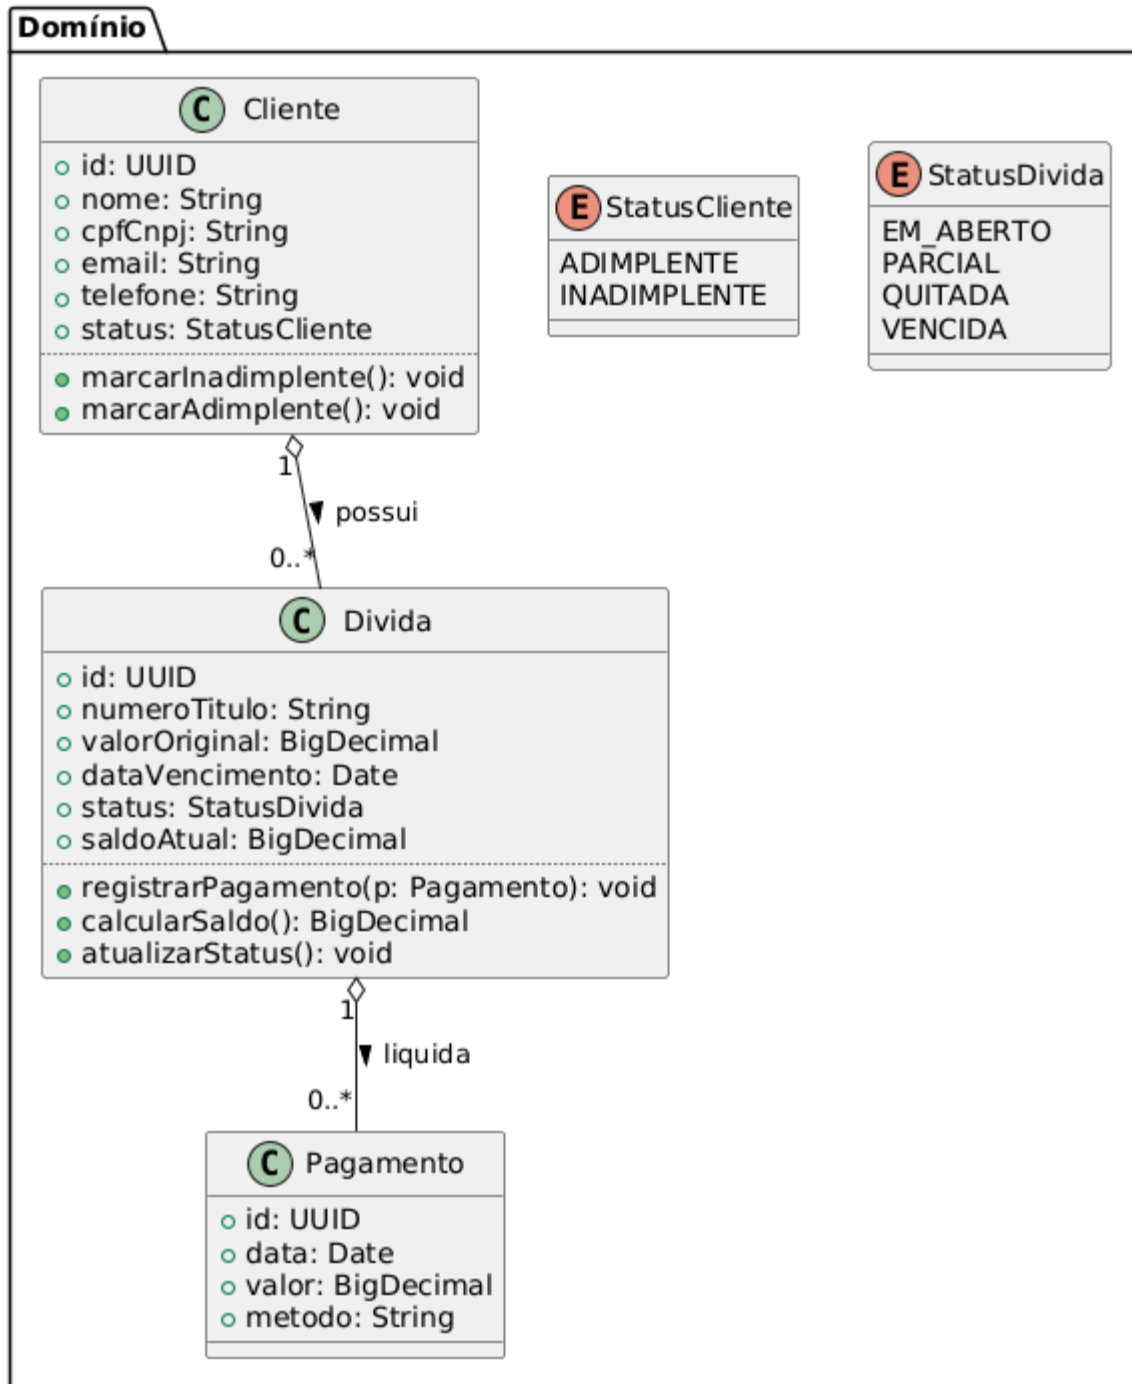 Domínio
C Cliente
id: UUID
nome: String
cpfCnpj: String
email: String
telefone: String
status: StatusCliente
marcarInadimplente(): void
marcarAdimplente(): void
E StatusCliente
ADIMPLENTE
INADIMPLENTE
E StatusDivida
EM_ABERTO
PARCIAL
QUITADA
VENCIDA
1
possui
0..*
C Divida
id: UUID
numeroTitulo: String
valorOriginal: BigDecimal
dataVencimento: Date
status: StatusDivida
saldoAtual: BigDecimal
registrarPagamento(p: Pagamento): void
calcularSaldo(): BigDecimal
atualizarStatus(): void
1
liquida
0..*
C Pagamento
id: UUID
data: Date
valor: BigDecimal
metodo: String